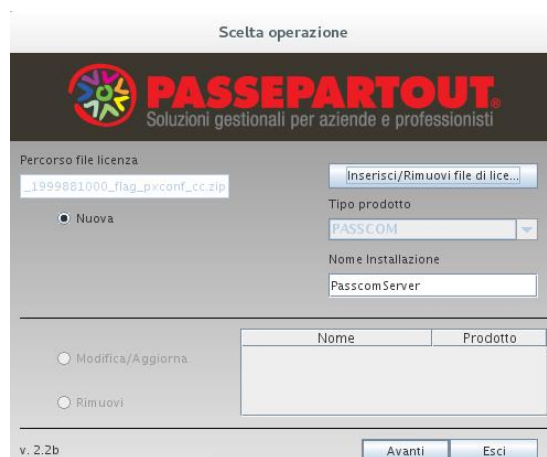 Scelta operazione
PASSEPARTOUT®
Soluzioni gestionali per aziende e professionisti
Percorso file licenza
_1999881000_flag_pxconf_cc.zip
Inserisci/Rimuovi file di lice...
Nuova
Tipo prodotto
PASSCOM
Nome Installazione
PasscomServer
Nome Prodotto
Modifica/Aggiorna
Rimuovi
v. 2.2b
Avanti Esci